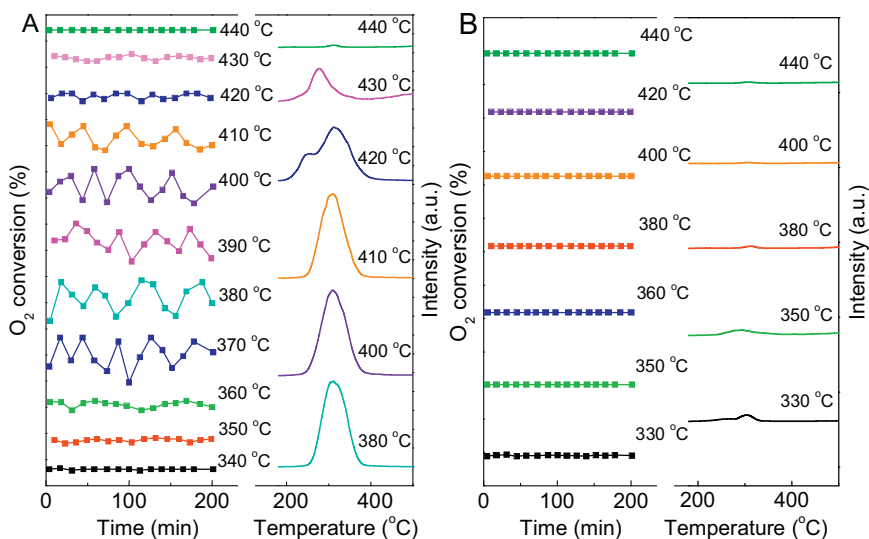 A
O2 conversion (%)
440 °C
430 °C
420 °C
410 °C
400 °C
390 °C
380 °C
370 °C
360 °C
350 °C
340 °C
0 100 200
Time (min)
440 °C
430 °C
420 °C
410 °C
400 °C
380 °C
200 400
Temperature (°C)
Intensity (a.u.)
B
O2 conversion (%)
440 °C
420 °C
400 °C
380 °C
360 °C
350 °C
330 °C
0 100 200
Time (min)
440 °C
400 °C
380 °C
350 °C
330 °C
200 400
Temperature (°C)
Intensity (a.u.)